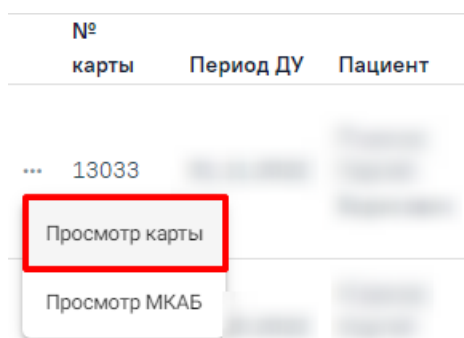 №
карты Период ДУ Пациент
··· 13033
Просмотр карты
Просмотр МКАБ